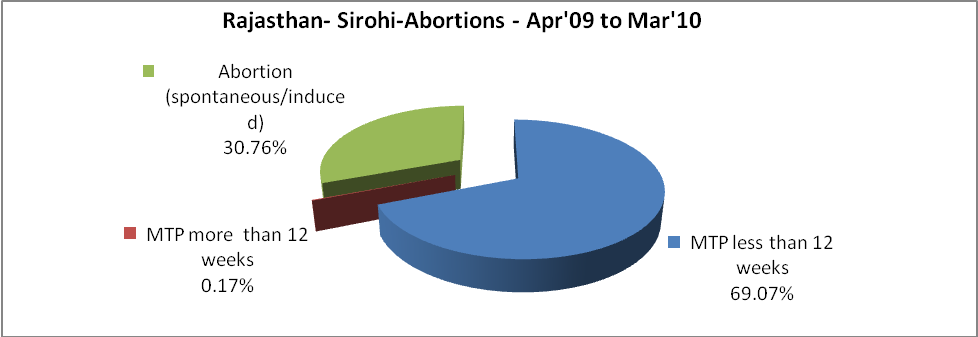 Rajasthan- Sirohi-Abortions - Apr'09 to Mar'10
Abortion
(spontaneous/induce
d)
30.76%
MTP more than 12
weeks
0.17%
MTP less than 12
weeks
69.07%